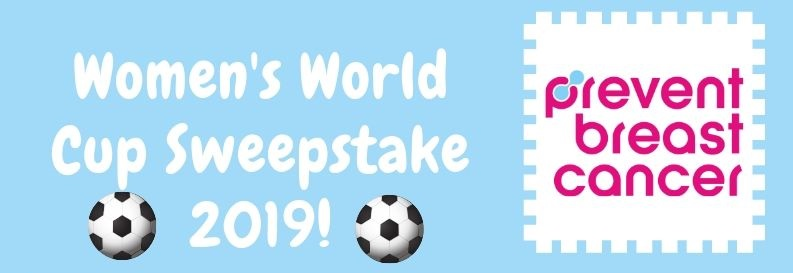 Women's World
Cup Sweepstake
2019!
prevent
breast
cancer